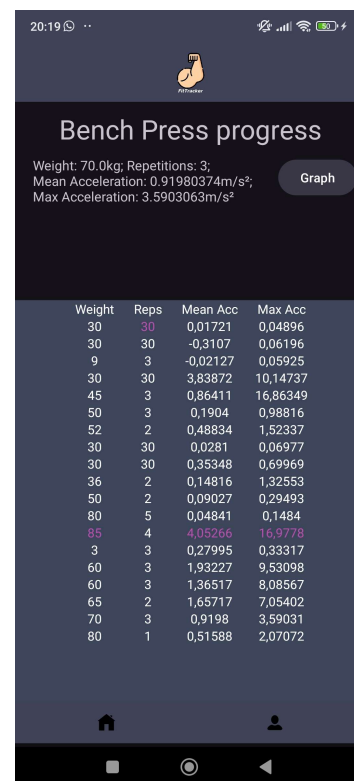 20:19
50
FitTracker
Bench Press progress
Weight: 70.0kg; Repetitions: 3;
Mean Acceleration: 0.91980374m/s²;
Max Acceleration: 3.5903063m/s²
Graph
Weight Reps Mean Acc Max Acc
30 30 0,01721 0,04896
30 30 -0,3107 0,06196
9 3 -0,02127 0,05925
30 30 3,83872 10,14737
45 3 0,86411 16,86349
50 3 0,1904 0,98816
52 2 0,48834 1,52337
30 30 0,0281 0,06977
30 30 0,35348 0,69969
36 2 0,14816 1,32553
50 2 0,09027 0,29493
80 5 0,04841 0,1484
85 4 4,05266 16,9778
3 3 0,27995 0,33317
60 3 1,93227 9,53098
60 3 1,36517 8,08567
65 2 1,65717 7,05402
70 3 0,9198 3,59031
80 1 0,51588 2,07072